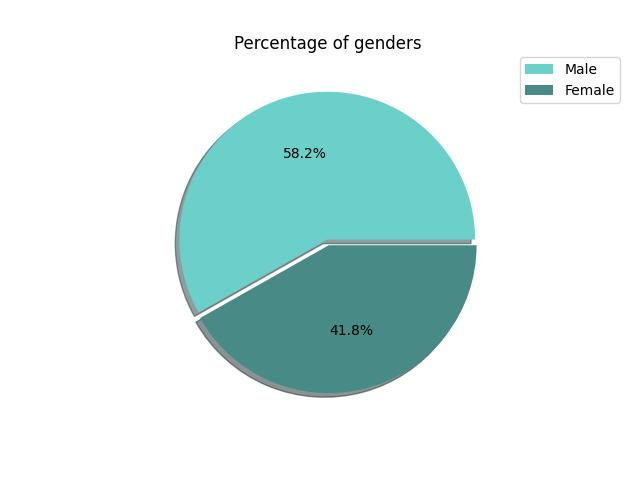 Percentage of genders
Male
Female
58.2%
41.8%